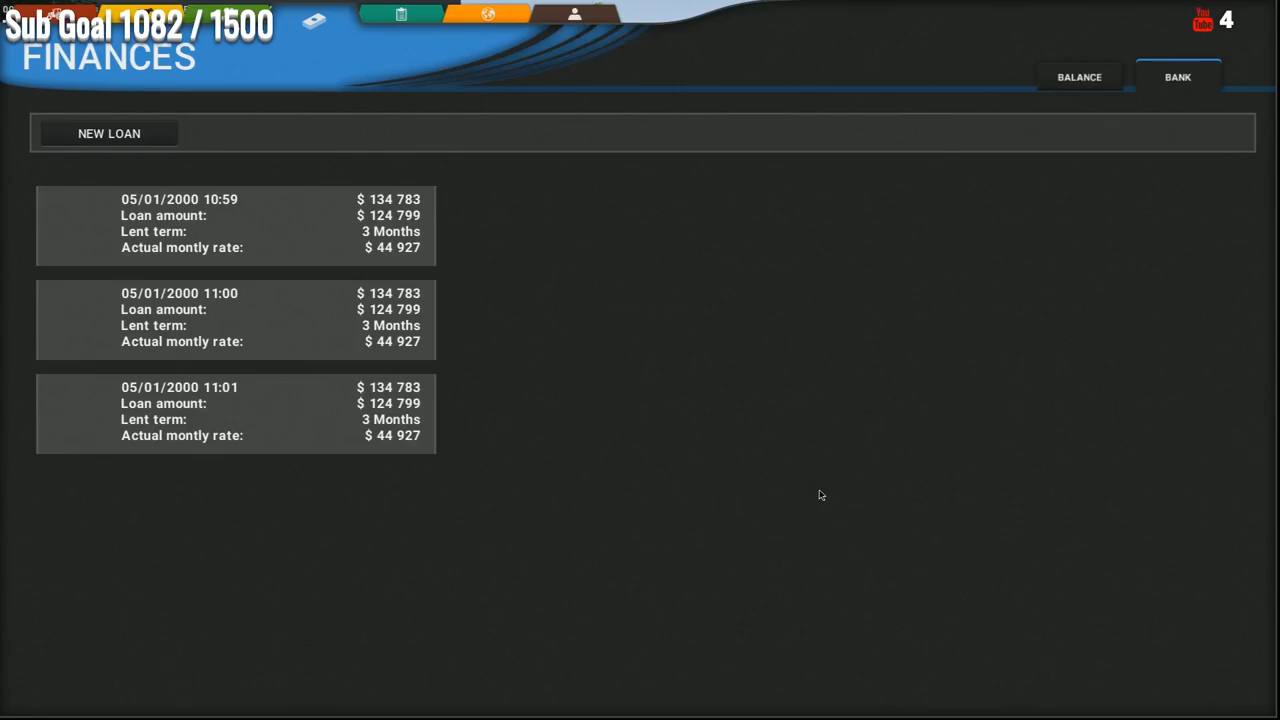 Sub Goal 1082 / 1500
You Tube 4
FINANCES
BALANCE
BANK
NEW LOAN
05/01/2000 10:59 $ 134 783
Loan amount: $ 124 799
Lent term: 3 Months
Actual montly rate: $ 44 927
05/01/2000 11:00 $ 134 783
Loan amount: $ 124 799
Lent term: 3 Months
Actual montly rate: $ 44 927
05/01/2000 11:01 $ 134 783
Loan amount: $ 124 799
Lent term: 3 Months
Actual montly rate: $ 44 927